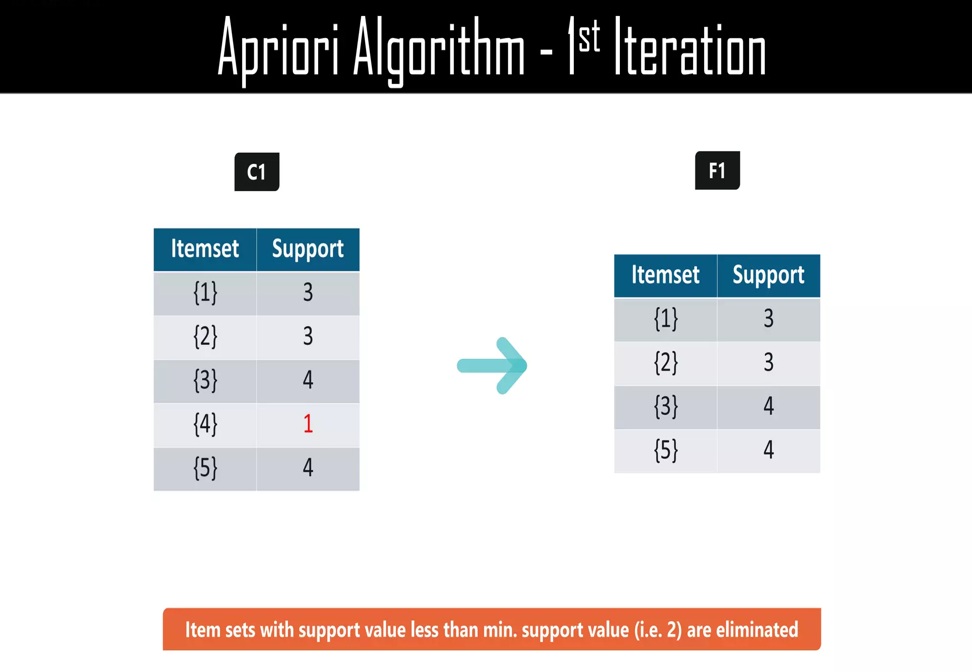 Apriori Algorithm - 1st Iteration
C1
Itemset Support
{1} 3
{2} 3
{3} 4
{4} 1
{5} 4
F1
Itemset Support
{1} 3
{2} 3
{3} 4
{5} 4
Item sets with support value less than min. support value (i.e. 2) are eliminated